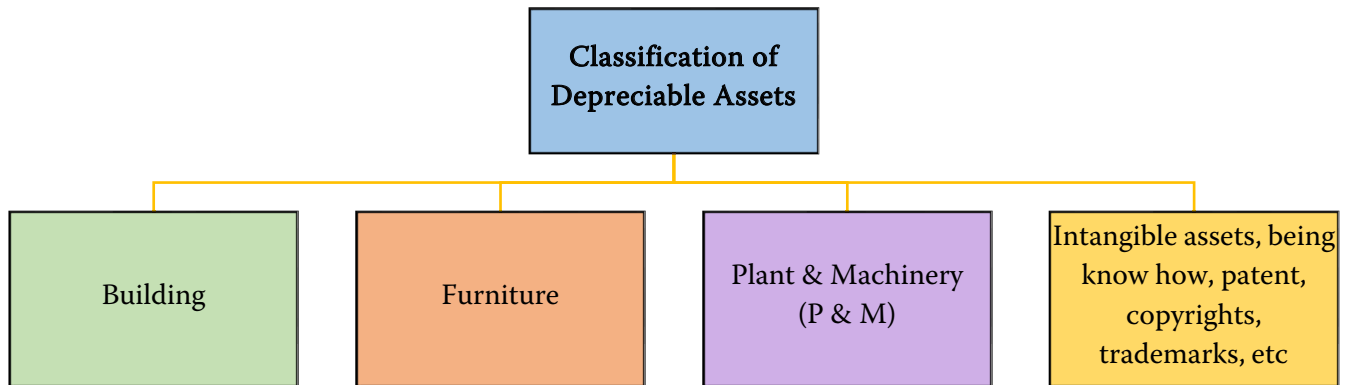 Classification of
Depreciable Assets
Building
Furniture
Plant & Machinery
(P & M)
Intangible assets, being
know how, patent,
copyrights,
trademarks, etc